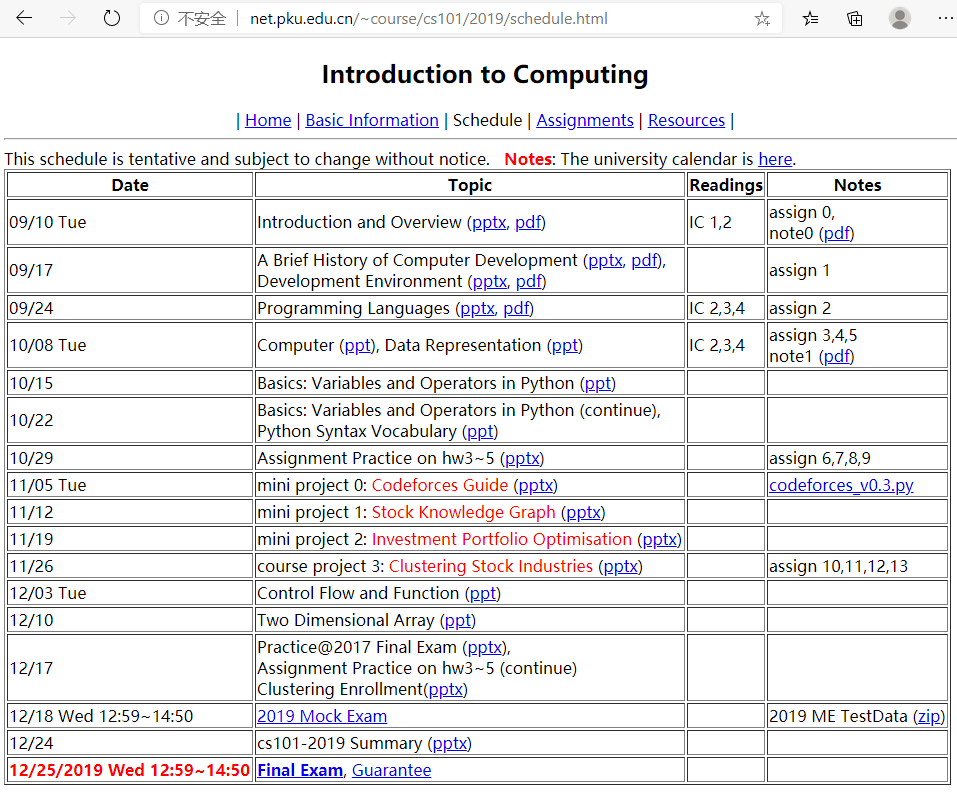 不安全 | net.pku.edu.cn/~course/cs101/2019/schedule.html
Introduction to Computing
| Home | Basic Information | Schedule | Assignments | Resources |
This schedule is tentative and subject to change without notice. Notes: The university calendar is here.
Date Topic Readings Notes
09/10 Tue Introduction and Overview (pptx, pdf) IC 1,2 assign 0,
note0 (pdf)
09/17 A Brief History of Computer Development (pptx, pdf), assign 1
Development Environment (pptx, pdf)
09/24 Programming Languages (pptx, pdf) IC 2,3,4 assign 2
10/08 Tue Computer (ppt), Data Representation (ppt) IC 2,3,4 assign 3,4,5
note1 (pdf)
10/15 Basics: Variables and Operators in Python (ppt)
10/22 Basics: Variables and Operators in Python (continue),
Python Syntax Vocabulary (ppt)
10/29 Assignment Practice on hw3~5 (pptx) assign 6,7,8,9
11/05 Tue mini project 0: Codeforces Guide (pptx) codeforces_v0.3.py
11/12 mini project 1: Stock Knowledge Graph (pptx)
11/19 mini project 2: Investment Portfolio Optimisation (pptx)
11/26 course project 3: Clustering Stock Industries (pptx) assign 10,11,12,13
12/03 Tue Control Flow and Function (ppt)
12/10 Two Dimensional Array (ppt)
12/17 Practice@2017 Final Exam (pptx),
Assignment Practice on hw3~5 (continue)
Clustering Enrollment(pptx)
12/18 Wed 12:59~14:50 2019 Mock Exam 2019 ME TestData (zip)
12/24 cs101-2019 Summary (pptx)
12/25/2019 Wed 12:59~14:50 Final Exam, Guarantee